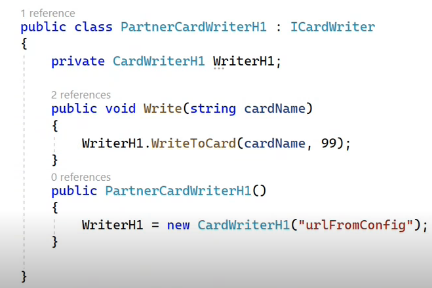 1 reference
public class PartnerCardWriterH1 : ICardWriter
{
private CardWriterH1 WriterH1;
2 references
public void Write(string cardName)
{
WriterH1.WriteToCard(cardName, 99);
}
0 references
public PartnerCardWriterH1()
{
WriterH1 = new CardWriterH1("urlFromConfig");
}
}